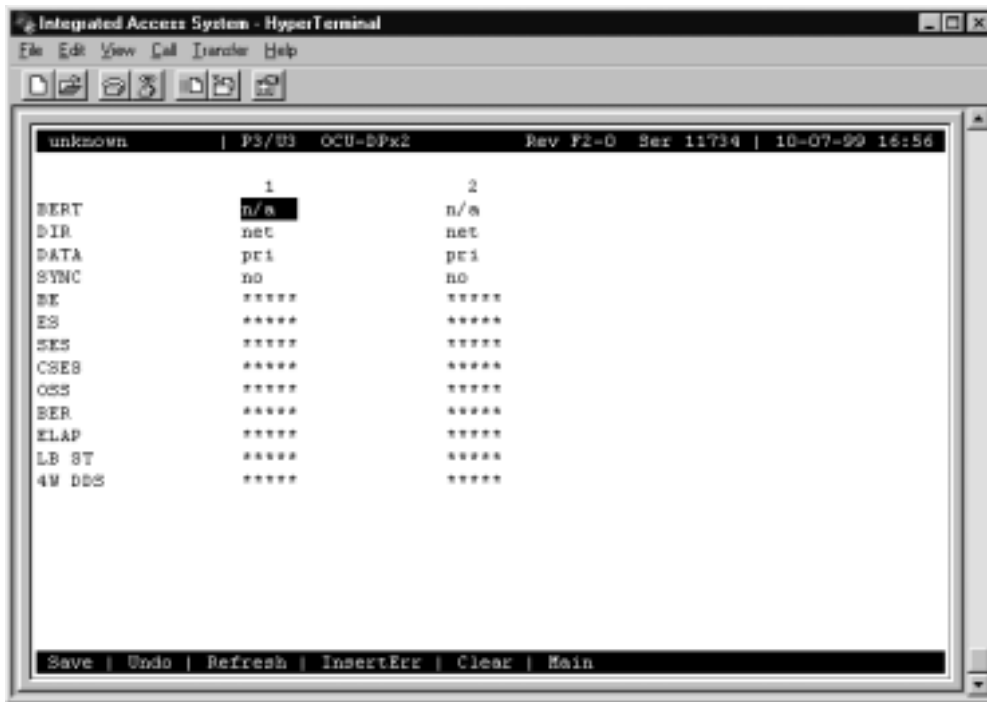 Integrated Access System - HyperTerminal
File Edit View Call Transfer Help
unknown | P3/U3 OCU-DPx2 Rev F2-0 Ser 11734 | 10-07-99 16:56
1 2
BERT n/a n/a
DIR net net
DATA pri pri
SYNC no no
BE ***** *****
ES ***** *****
SES ***** *****
CSES ***** *****
OSS ***** *****
BER ***** *****
ELAP ***** *****
LB ST ***** *****
4W DDS ***** *****
Save | Undo | Refresh | InsertErr | Clear | Main